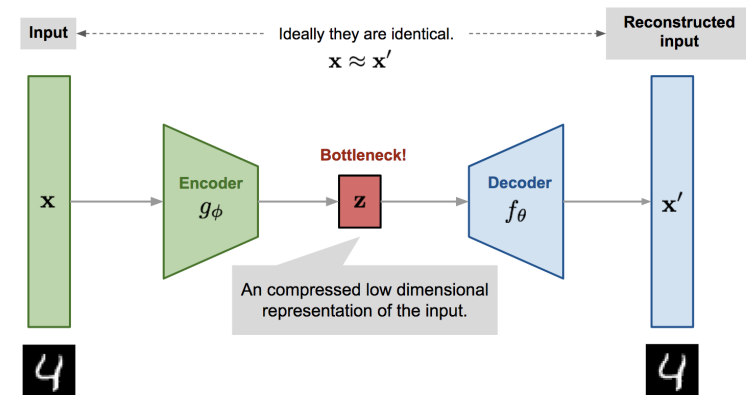 Input
Ideally they are identical.
x ≈ x′
Reconstructed
input
Bottleneck!
x
Encoder
gϕ
z
Decoder
fθ
x′
An compressed low dimensional
representation of the input.
4
4